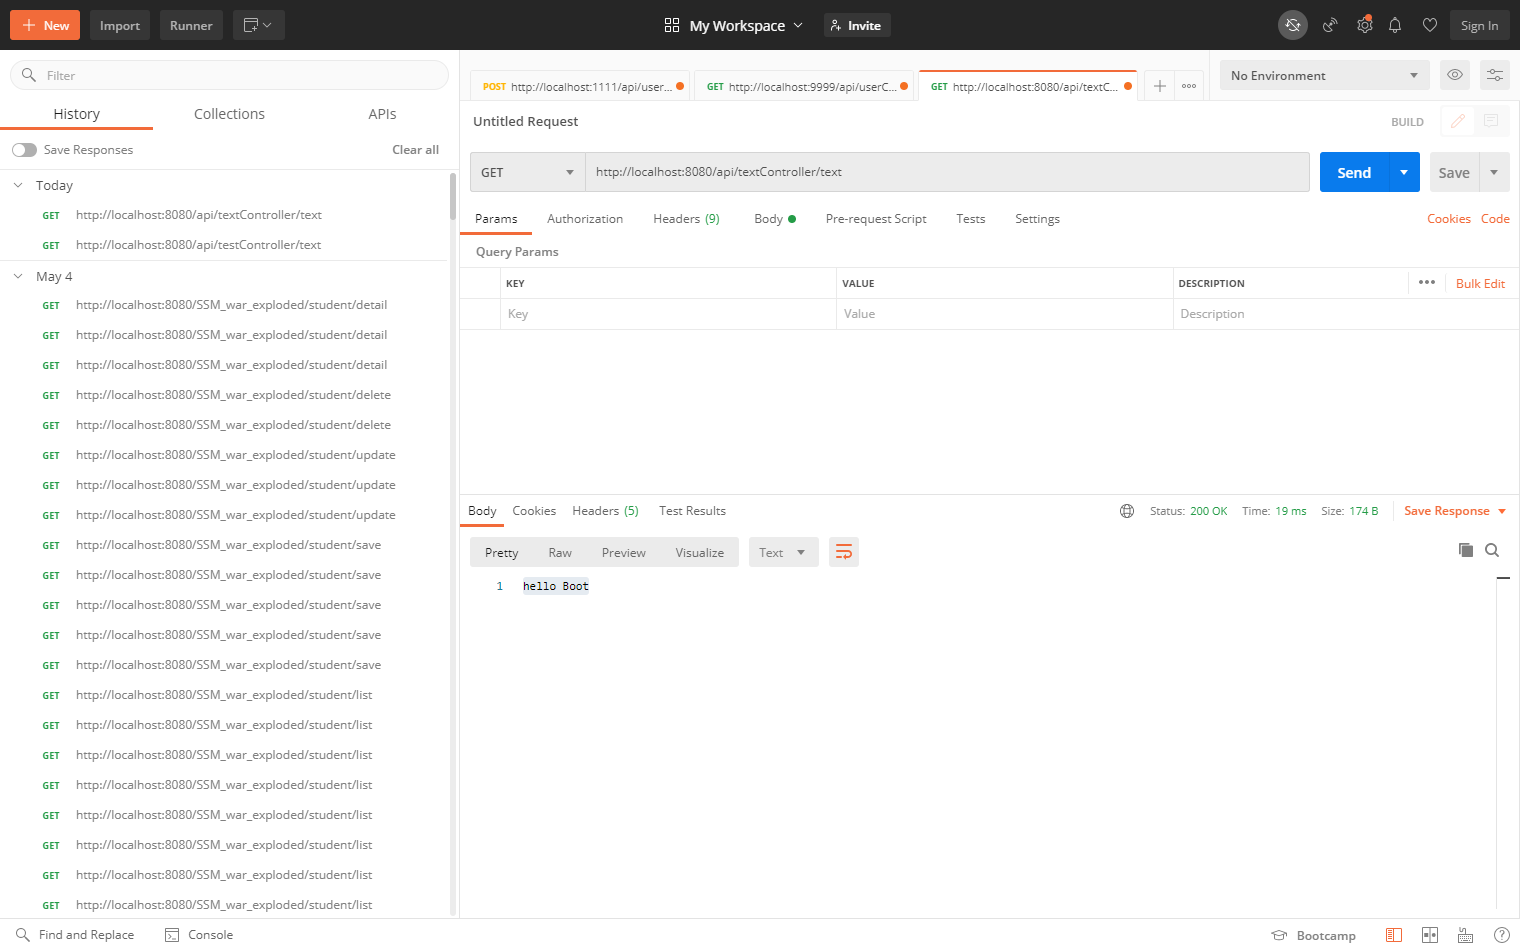 New Import Runner My Workspace Invite Sign In
Filter
History Collections APIs
Save Responses Clear all
Today
GET http://localhost:8080/api/textController/text
GET http://localhost:8080/api/testController/text
May 4
GET http://localhost:8080/SSM_war_exploded/student/detail
GET http://localhost:8080/SSM_war_exploded/student/detail
GET http://localhost:8080/SSM_war_exploded/student/detail
GET http://localhost:8080/SSM_war_exploded/student/delete
GET http://localhost:8080/SSM_war_exploded/student/delete
GET http://localhost:8080/SSM_war_exploded/student/update
GET http://localhost:8080/SSM_war_exploded/student/update
GET http://localhost:8080/SSM_war_exploded/student/update
GET http://localhost:8080/SSM_war_exploded/student/save
GET http://localhost:8080/SSM_war_exploded/student/save
GET http://localhost:8080/SSM_war_exploded/student/save
GET http://localhost:8080/SSM_war_exploded/student/save
GET http://localhost:8080/SSM_war_exploded/student/save
GET http://localhost:8080/SSM_war_exploded/student/list
GET http://localhost:8080/SSM_war_exploded/student/list
GET http://localhost:8080/SSM_war_exploded/student/list
GET http://localhost:8080/SSM_war_exploded/student/list
GET http://localhost:8080/SSM_war_exploded/student/list
GET http://localhost:8080/SSM_war_exploded/student/list
GET http://localhost:8080/SSM_war_exploded/student/list
GET http://localhost:8080/SSM_war_exploded/student/list
POST http://localhost:1111/api/user... GET http://localhost:9999/api/userC... GET http://localhost:8080/api/textC... No Environment
Untitled Request BUILD
GET http://localhost:8080/api/textController/text Send Save
Params Authorization Headers (9) Body Pre-request Script Tests Settings Cookies Code
Query Params
KEY VALUE DESCRIPTION Bulk Edit
Key Value Description
Body Cookies Headers (5) Test Results Status: 200 OK Time: 19 ms Size: 174 B Save Response
Pretty Raw Preview Visualize Text
1 hello Boot
Find and Replace Console Bootcamp